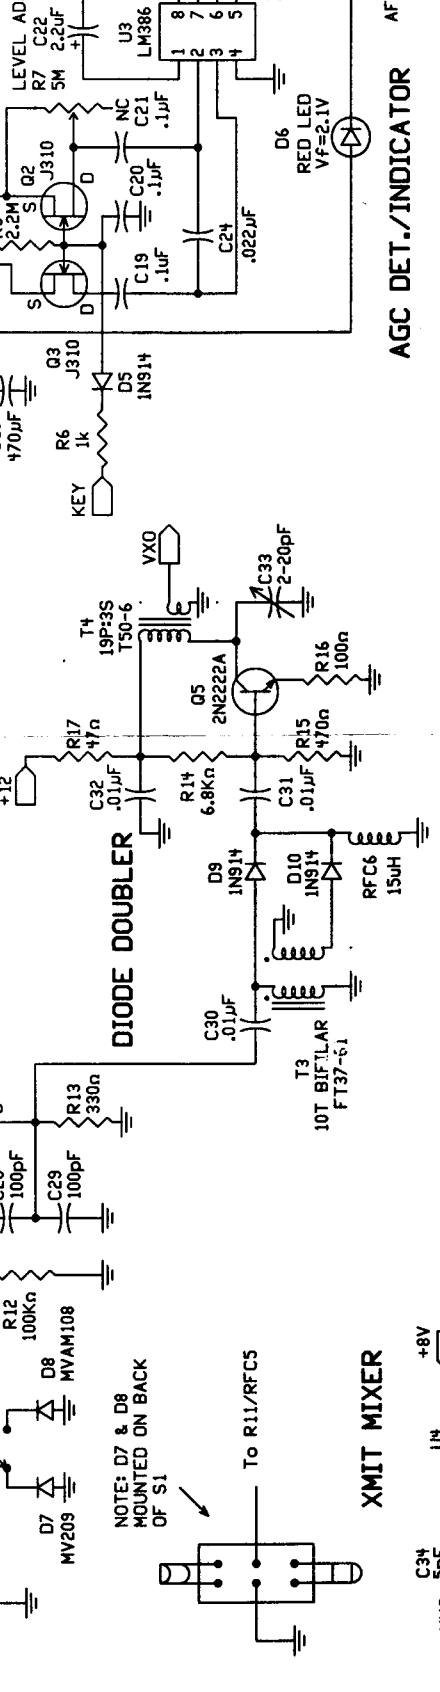 LEVEL AD
R7
5M
C22
2.2uF
+
U3
LM386
8
7
6
5
1
2
3
4
AF
NC
C21
.1µF
Q2
J310
S
D
2.2M
C20
.1µF
C19
.1uF
C24
.022µF
D6
RED LED
Vf=2.1V
AGC DET./INDICATOR
S
D
Q3
J310
D5
1N914
470µF
R6
1k
KEY
VXO
T4
19P:3S
T50-6
C33
2-20pF
Q5
2N2222A
R16
100Ω
+12
R17
47Ω
C32
.01µF
R14
6.8KΩ
C31
.01µF
R15
470Ω
DIODE DOUBLER
D9
1N914
D10
1N914
RFC6
15uH
C30
.01µF
T3
10T BIFILAR
FT37-61
R13
330Ω
100pF
C29
100pF
R12
100KΩ
D8
MVAM108
D7
MV209
NOTE: D7 & D8
MOUNTED ON BACK
OF S1
To R11/RFC5
XMIT MIXER
+8V
U4
C34
5pF